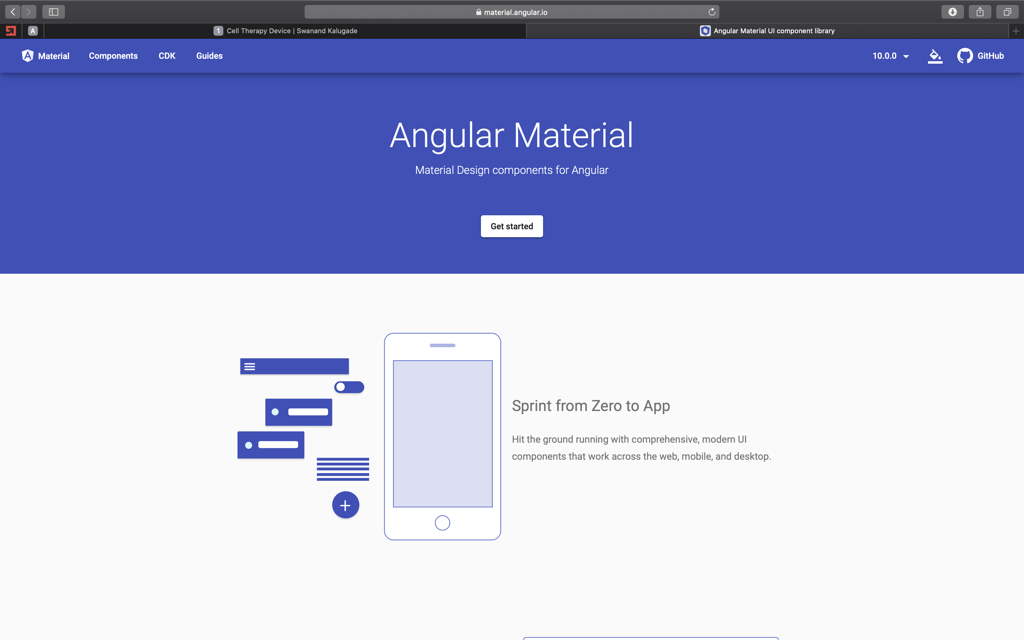 material.angular.io
A
1 Cell Therapy Device | Swanand Kalugade
Angular Material UI component library
Material
Components
CDK
Guides
10.0.0
GitHub
Angular Material
Material Design components for Angular
Get started
Sprint from Zero to App
Hit the ground running with comprehensive, modern UI
components that work across the web, mobile, and desktop.